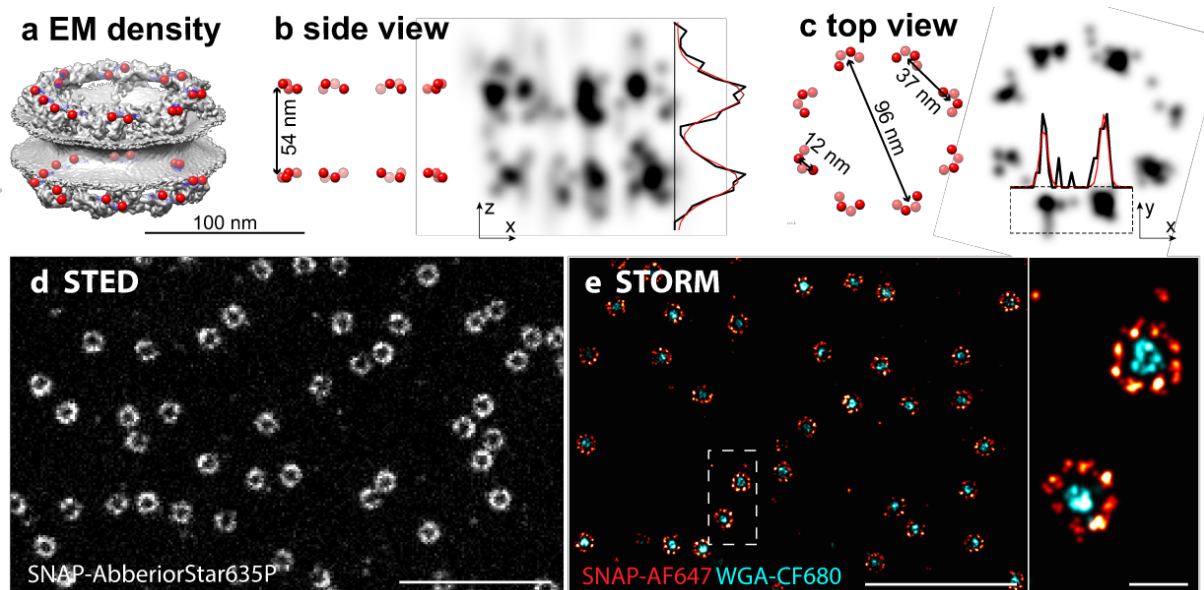 a EM density
100 nm
b side view
54 nm
z
x
c top view
37 nm
96 nm
12 nm
y
x
d STED
SNAP-AbberiorStar635P
e STORM
SNAP-AF647 WGA-CF680